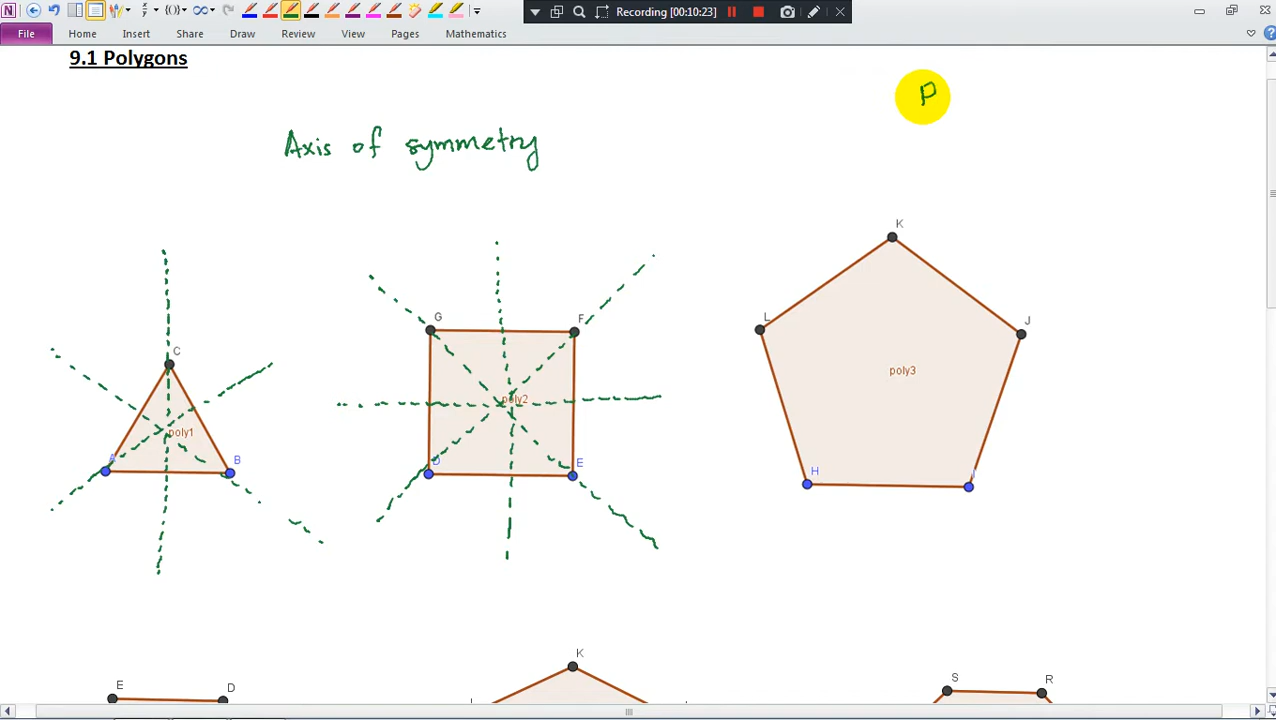 Recording [00:10:23]
File Home Insert Share Draw Review View Pages Mathematics
9.1 Polygons
P
Axis of symmetry
K
C
G F
L J
poly1
poly2
poly3
A B
D E
H I
K
E D
S R